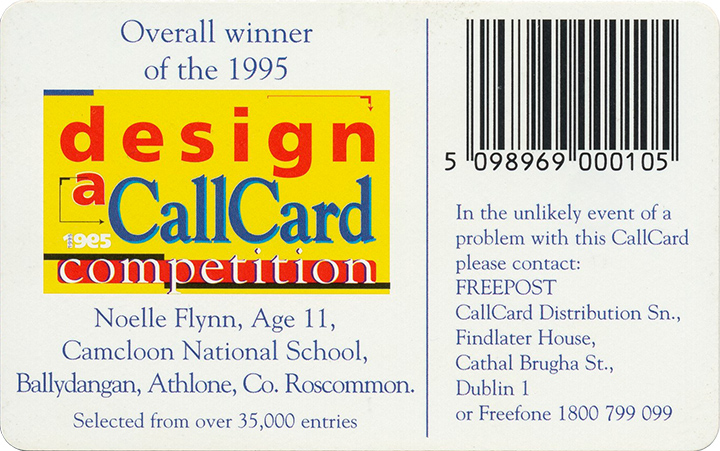 Overall winner
of the 1995
design
a CallCard
1995
competition
Noelle Flynn, Age 11,
Camcloon National School,
Ballydangan, Athlone, Co. Roscommon.
Selected from over 35,000 entries
5 098969 000105
In the unlikely event of a
problem with this CallCard
please contact:
FREEPOST
CallCard Distribution Sn.,
Findlater House,
Cathal Brugha St.,
Dublin 1
or Freefone 1800 799 099